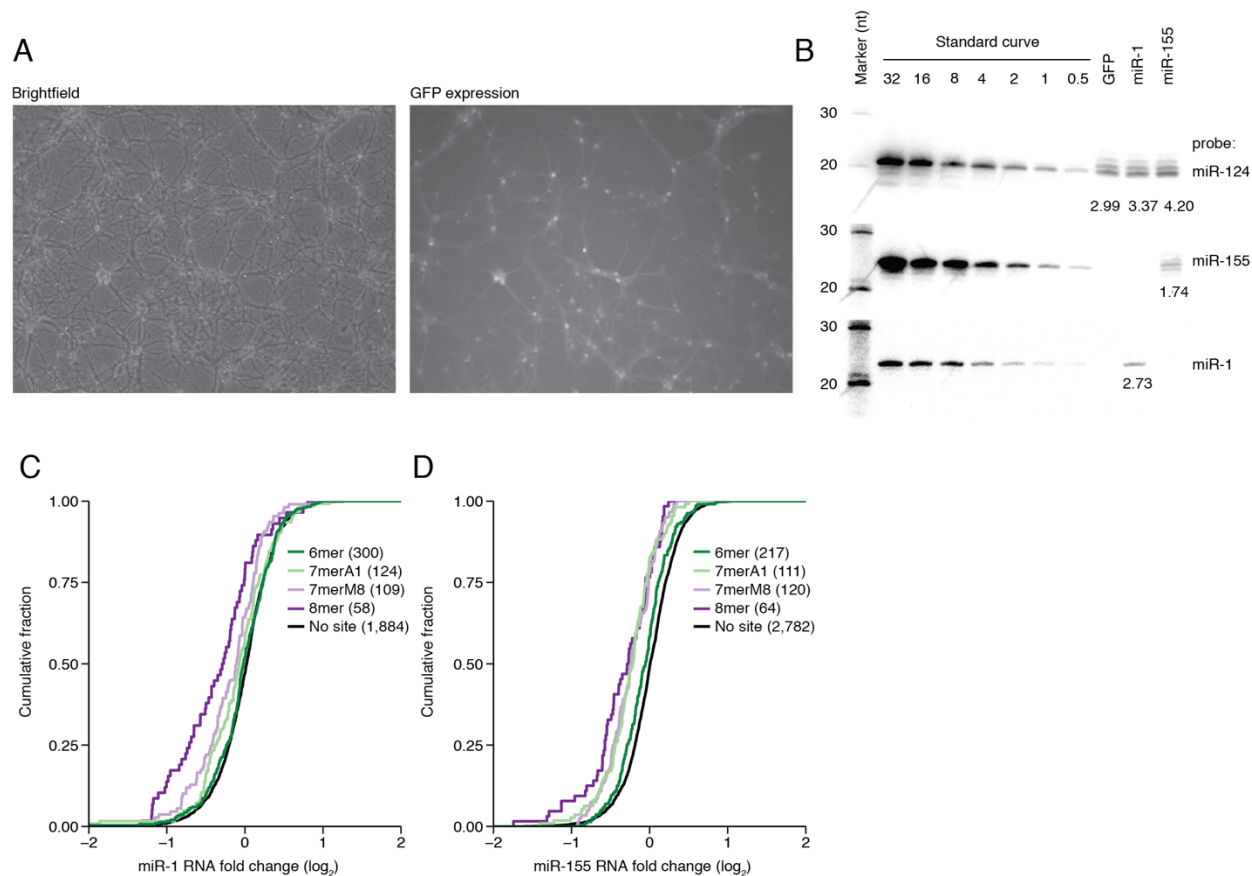 A
Brightfield
GFP expression
B
Marker (nt)
Standard curve
32 16 8 4 2 1 0.5
GFP
miR-1
miR-155
30
20
probe:
miR-124
2.99 3.37 4.20
30
20
miR-155
1.74
30
20
miR-1
2.73
C
1.00
0.75
0.50
0.25
0.00
Cumulative fraction
6mer (300)
7merA1 (124)
7merM8 (109)
8mer (58)
No site (1,884)
−2 −1 0 1 2
miR-1 RNA fold change (log₂)
D
1.00
0.75
0.50
0.25
0.00
Cumulative fraction
6mer (217)
7merA1 (111)
7merM8 (120)
8mer (64)
No site (2,782)
−2 −1 0 1 2
miR-155 RNA fold change (log₂)